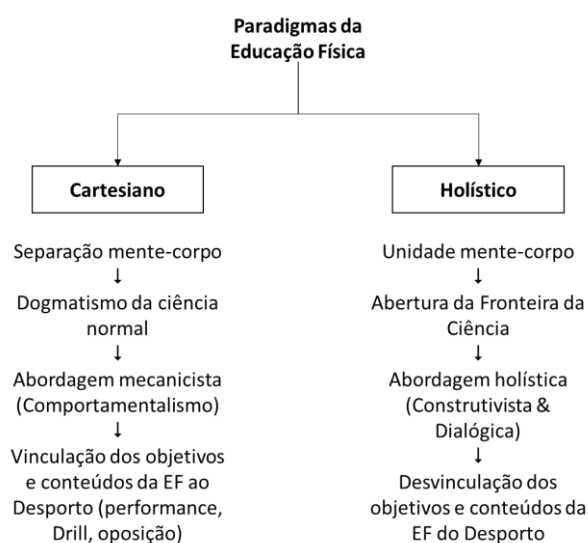 Paradigmas da
Educação Física
Cartesiano
Separação mente-corpo
↓
Dogmatismo da ciência
normal
↓
Abordagem mecanicista
(Comportamentalismo)
↓
Vinculação dos objetivos
e conteúdos da EF ao
Desporto (performance,
Drill, oposição)
Holístico
Unidade mente-corpo
↓
Abertura da Fronteira da
Ciência
↓
Abordagem holística
(Construtivista &
Dialógica)
↓
Desvinculação dos
objetivos e conteúdos da
EF do Desporto